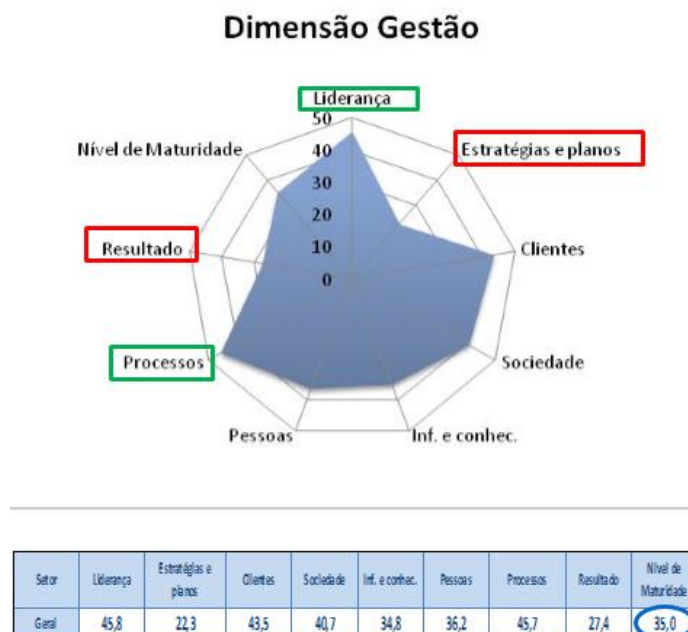 Dimensão Gestão
Liderança
50
Nível de Maturidade
40
Estratégias e planos
30
20
Resultado
10
Clientes
0
Processos
Sociedade
Pessoas
Inf. e conhec.
Setor Liderança Estratégias e planos Clientes Sociedade Inf. e conhec. Pessoas Processos Resultado Nível de Maturidade
Geral 45,8 22,3 43,5 40,7 34,8 36,2 45,7 27,4 35,0